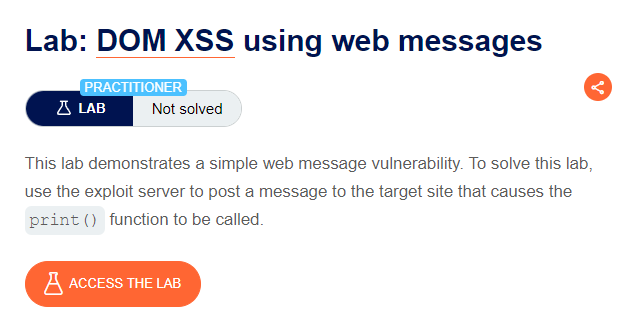 Lab: DOM XSS using web messages
PRACTITIONER
LAB Not solved
This lab demonstrates a simple web message vulnerability. To solve this lab,
use the exploit server to post a message to the target site that causes the
print() function to be called.
ACCESS THE LAB